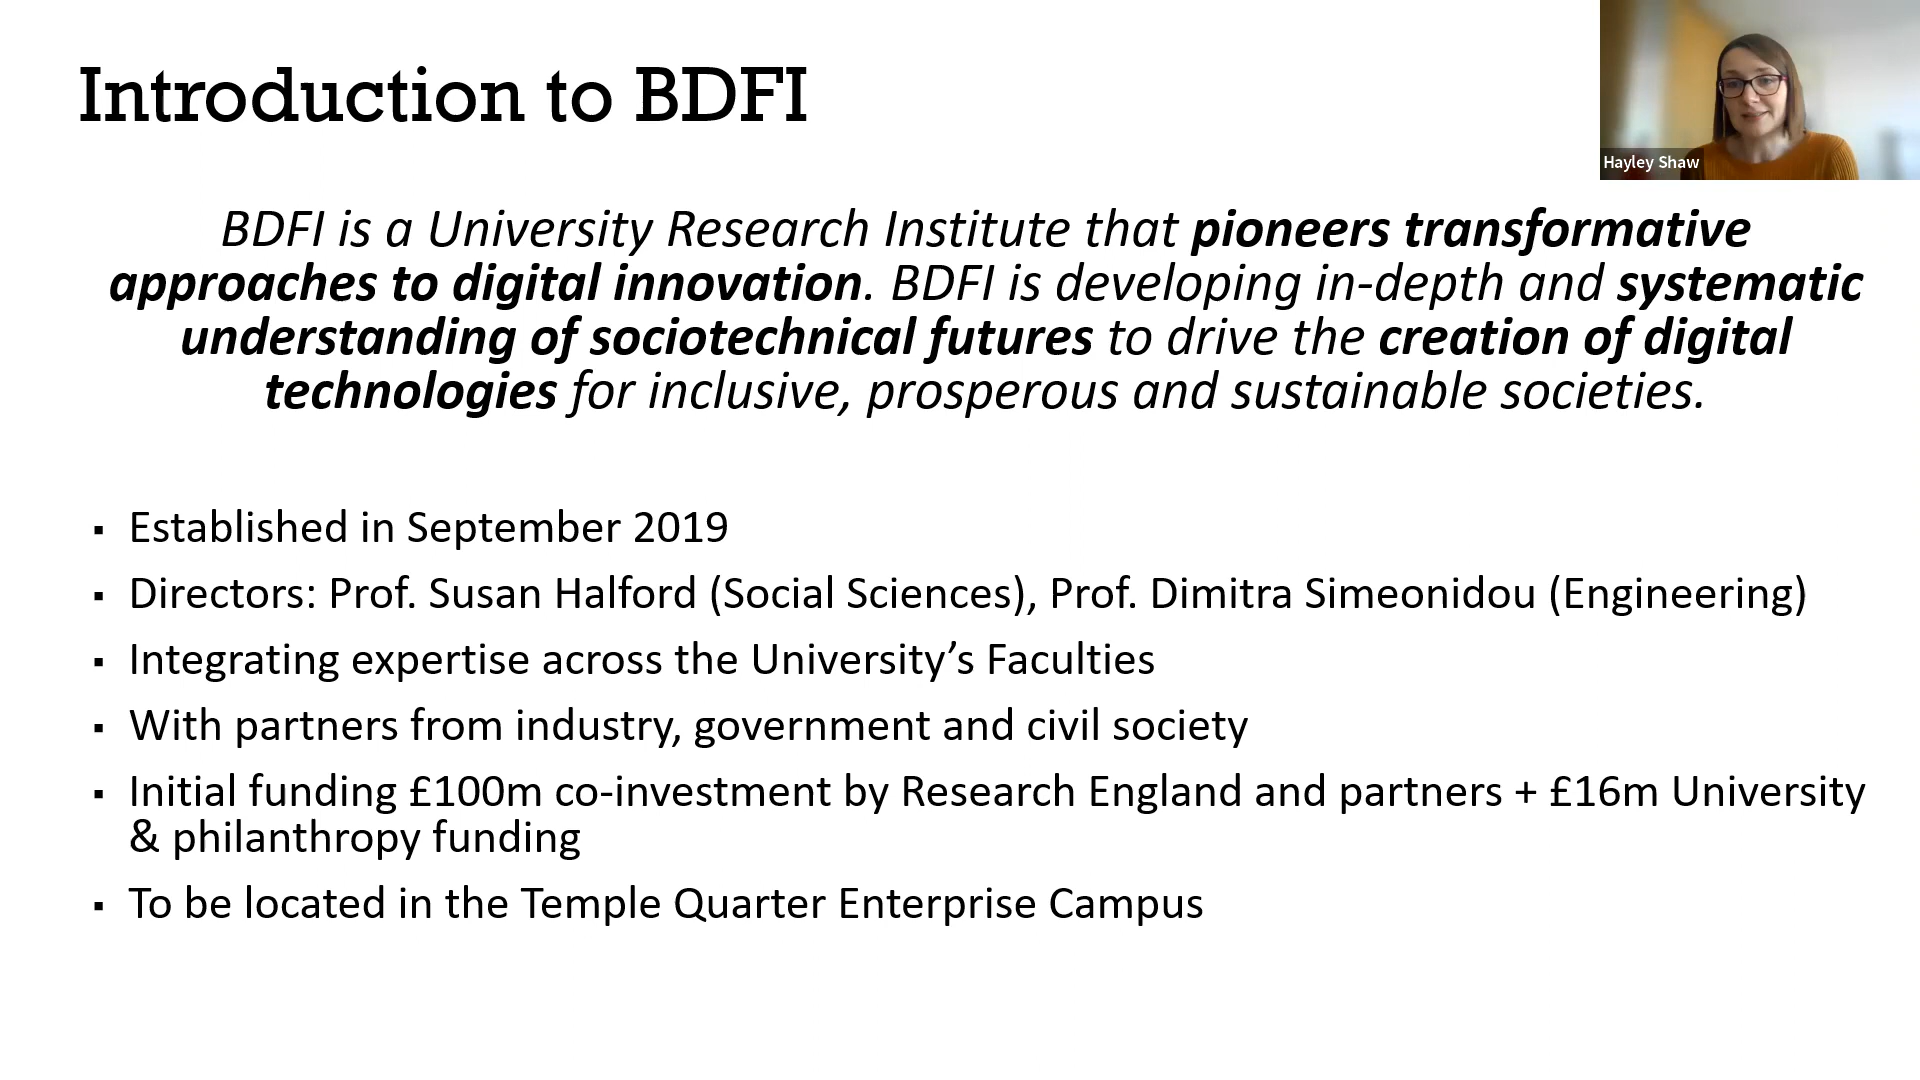 Introduction to BDFI
Hayley Shaw
BDFI is a University Research Institute that pioneers transformative
approaches to digital innovation. BDFI is developing in-depth and systematic
understanding of sociotechnical futures to drive the creation of digital
technologies for inclusive, prosperous and sustainable societies.
▪ Established in September 2019
▪ Directors: Prof. Susan Halford (Social Sciences), Prof. Dimitra Simeonidou (Engineering)
▪ Integrating expertise across the University’s Faculties
▪ With partners from industry, government and civil society
▪ Initial funding £100m co-investment by Research England and partners + £16m University
& philanthropy funding
▪ To be located in the Temple Quarter Enterprise Campus